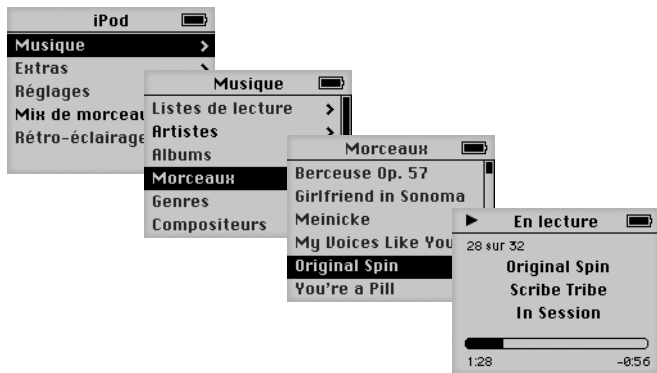 iPod
Musique >
Extras >
Réglages
Mix de
Rétro-éclairage
Musique
Listes de lecture >
Artistes >
Albums
Morceaux
Genres
Compositeurs
Morceaux
Berceuse Op. 57
Girlfriend in Sonoma
Meinicke
My Voices Like You
Original Spin
You're a Pill
En lecture
28 sur 32
Original Spin
Scribe Tribe
In Session
1:28 -0:56